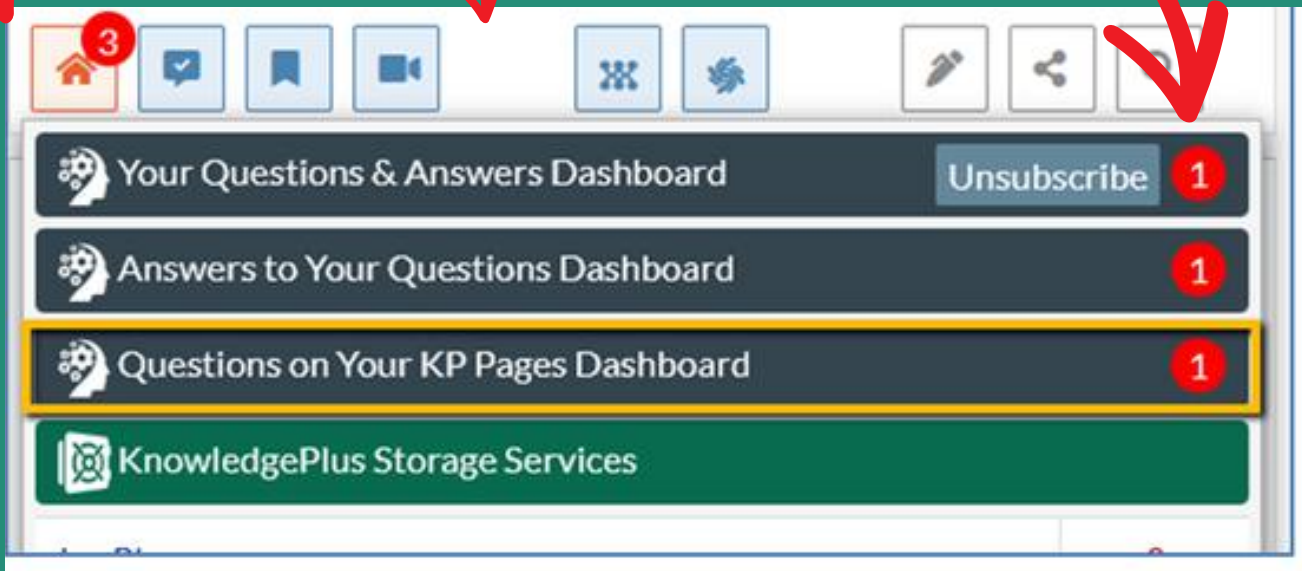 3
Your Questions & Answers Dashboard Unsubscribe 1
Answers to Your Questions Dashboard 1
Questions on Your KP Pages Dashboard 1
KnowledgePlus Storage Services